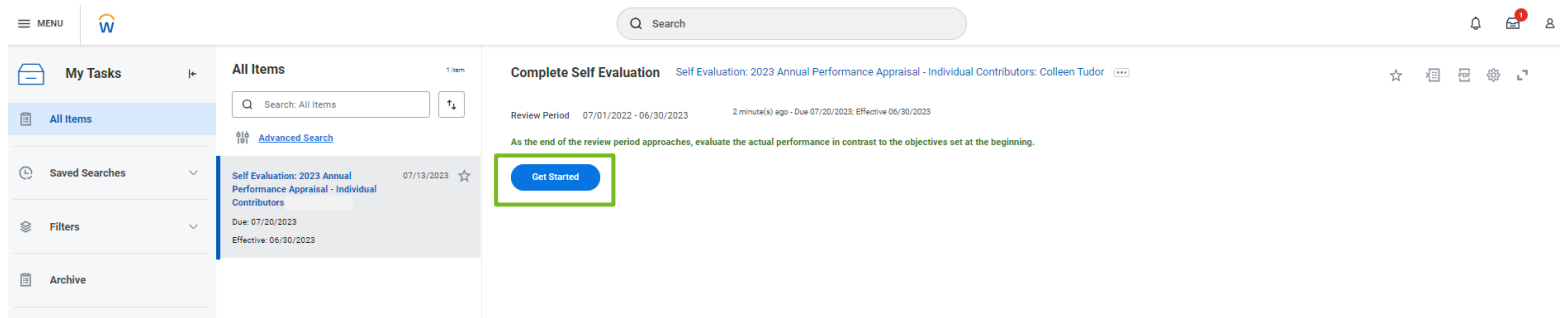 MENU
W
Search
1
My Tasks
All Items
Saved Searches
Filters
Archive
All Items
1 item
Search: All Items
Advanced Search
Self Evaluation: 2023 Annual 07/13/2023
Performance Appraisal - Individual
Contributors
Due: 07/20/2023
Effective: 06/30/2023
Complete Self Evaluation Self Evaluation: 2023 Annual Performance Appraisal - Individual Contributors: Colleen Tudor
PDF
Review Period 07/01/2022 - 06/30/2023 2 minute(s) ago - Due 07/20/2023; Effective 06/30/2023
As the end of the review period approaches, evaluate the actual performance in contrast to the objectives set at the beginning.
Get Started